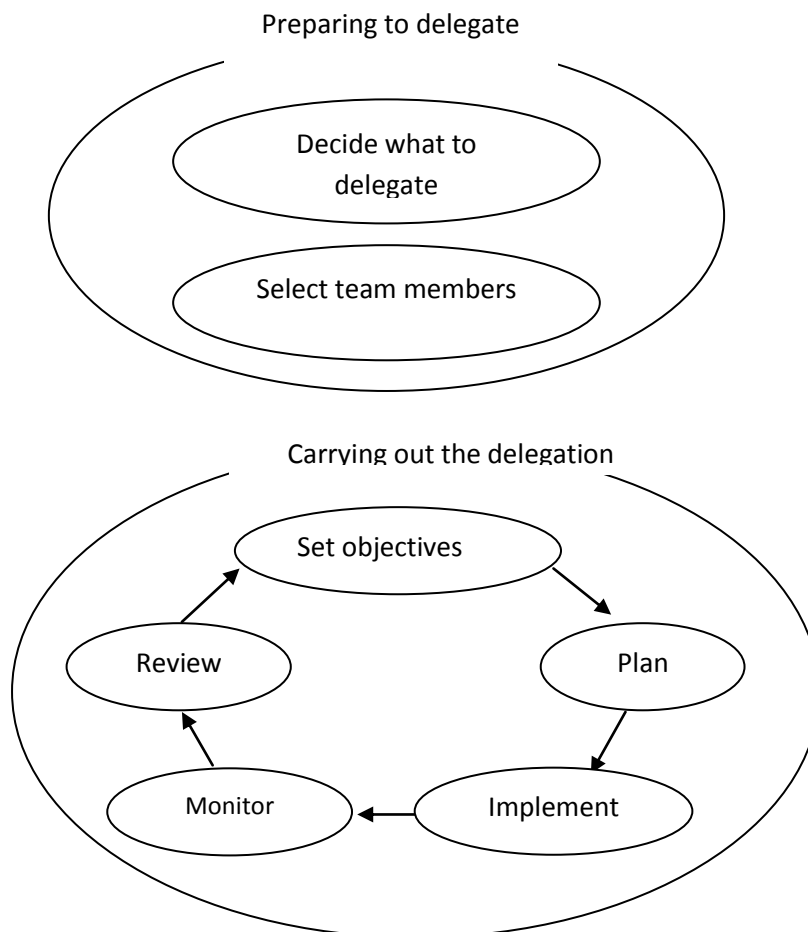 Preparing to delegate
Decide what to
delegate
Select team members
Carrying out the delegation
Set objectives
Review
Plan
Monitor
Implement